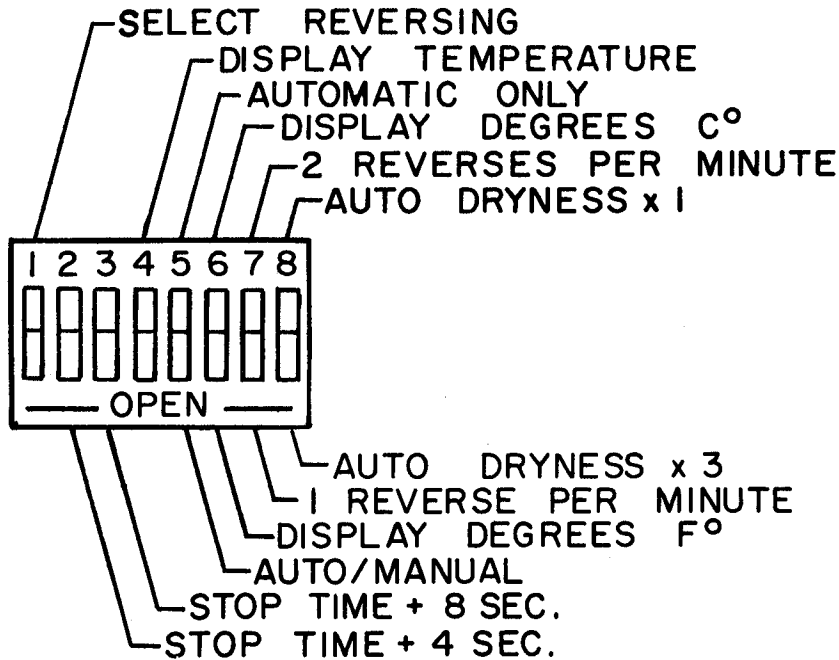 SELECT REVERSING
DISPLAY TEMPERATURE
AUTOMATIC ONLY
DISPLAY DEGREES C°
2 REVERSES PER MINUTE
AUTO DRYNESS x 1
1 2 3 4 5 6 7 8
OPEN
AUTO DRYNESS x 3
1 REVERSE PER MINUTE
DISPLAY DEGREES F°
AUTO/MANUAL
STOP TIME + 8 SEC.
STOP TIME + 4 SEC.